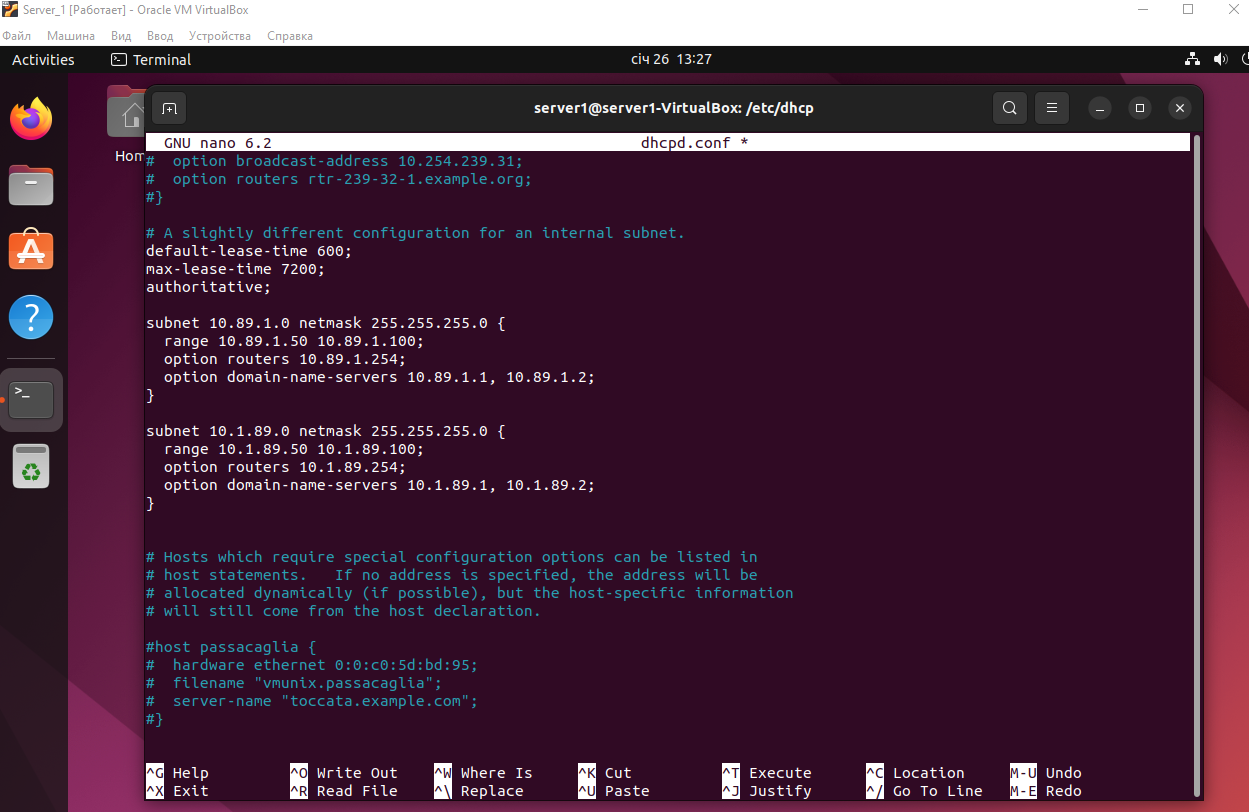 Server_1 [Работает] - Oracle VM VirtualBox
Файл Машина Вид Ввод Устройства Справка
Activities Terminal січ 26 13:27
server1@server1-VirtualBox: /etc/dhcp
Hom
GNU nano 6.2 dhcpd.conf *
#  option broadcast-address 10.254.239.31;
#  option routers rtr-239-32-1.example.org;
#}
# A slightly different configuration for an internal subnet.
default-lease-time 600;
max-lease-time 7200;
authoritative;
subnet 10.89.1.0 netmask 255.255.255.0 {
  range 10.89.1.50 10.89.1.100;
  option routers 10.89.1.254;
  option domain-name-servers 10.89.1.1, 10.89.1.2;
}
subnet 10.1.89.0 netmask 255.255.255.0 {
  range 10.1.89.50 10.1.89.100;
  option routers 10.1.89.254;
  option domain-name-servers 10.1.89.1, 10.1.89.2;
}
# Hosts which require special configuration options can be listed in
# host statements.   If no address is specified, the address will be
# allocated dynamically (if possible), but the host-specific information
# will still come from the host declaration.
#host passacaglia {
#  hardware ethernet 0:0:c0:5d:bd:95;
#  filename "vmunix.passacaglia";
#  server-name "toccata.example.com";
#}
^G Help ^O Write Out ^W Where Is ^K Cut ^T Execute ^C Location M-U Undo
^X Exit ^R Read File ^\ Replace ^U Paste ^J Justify ^/ Go To Line M-E Redo